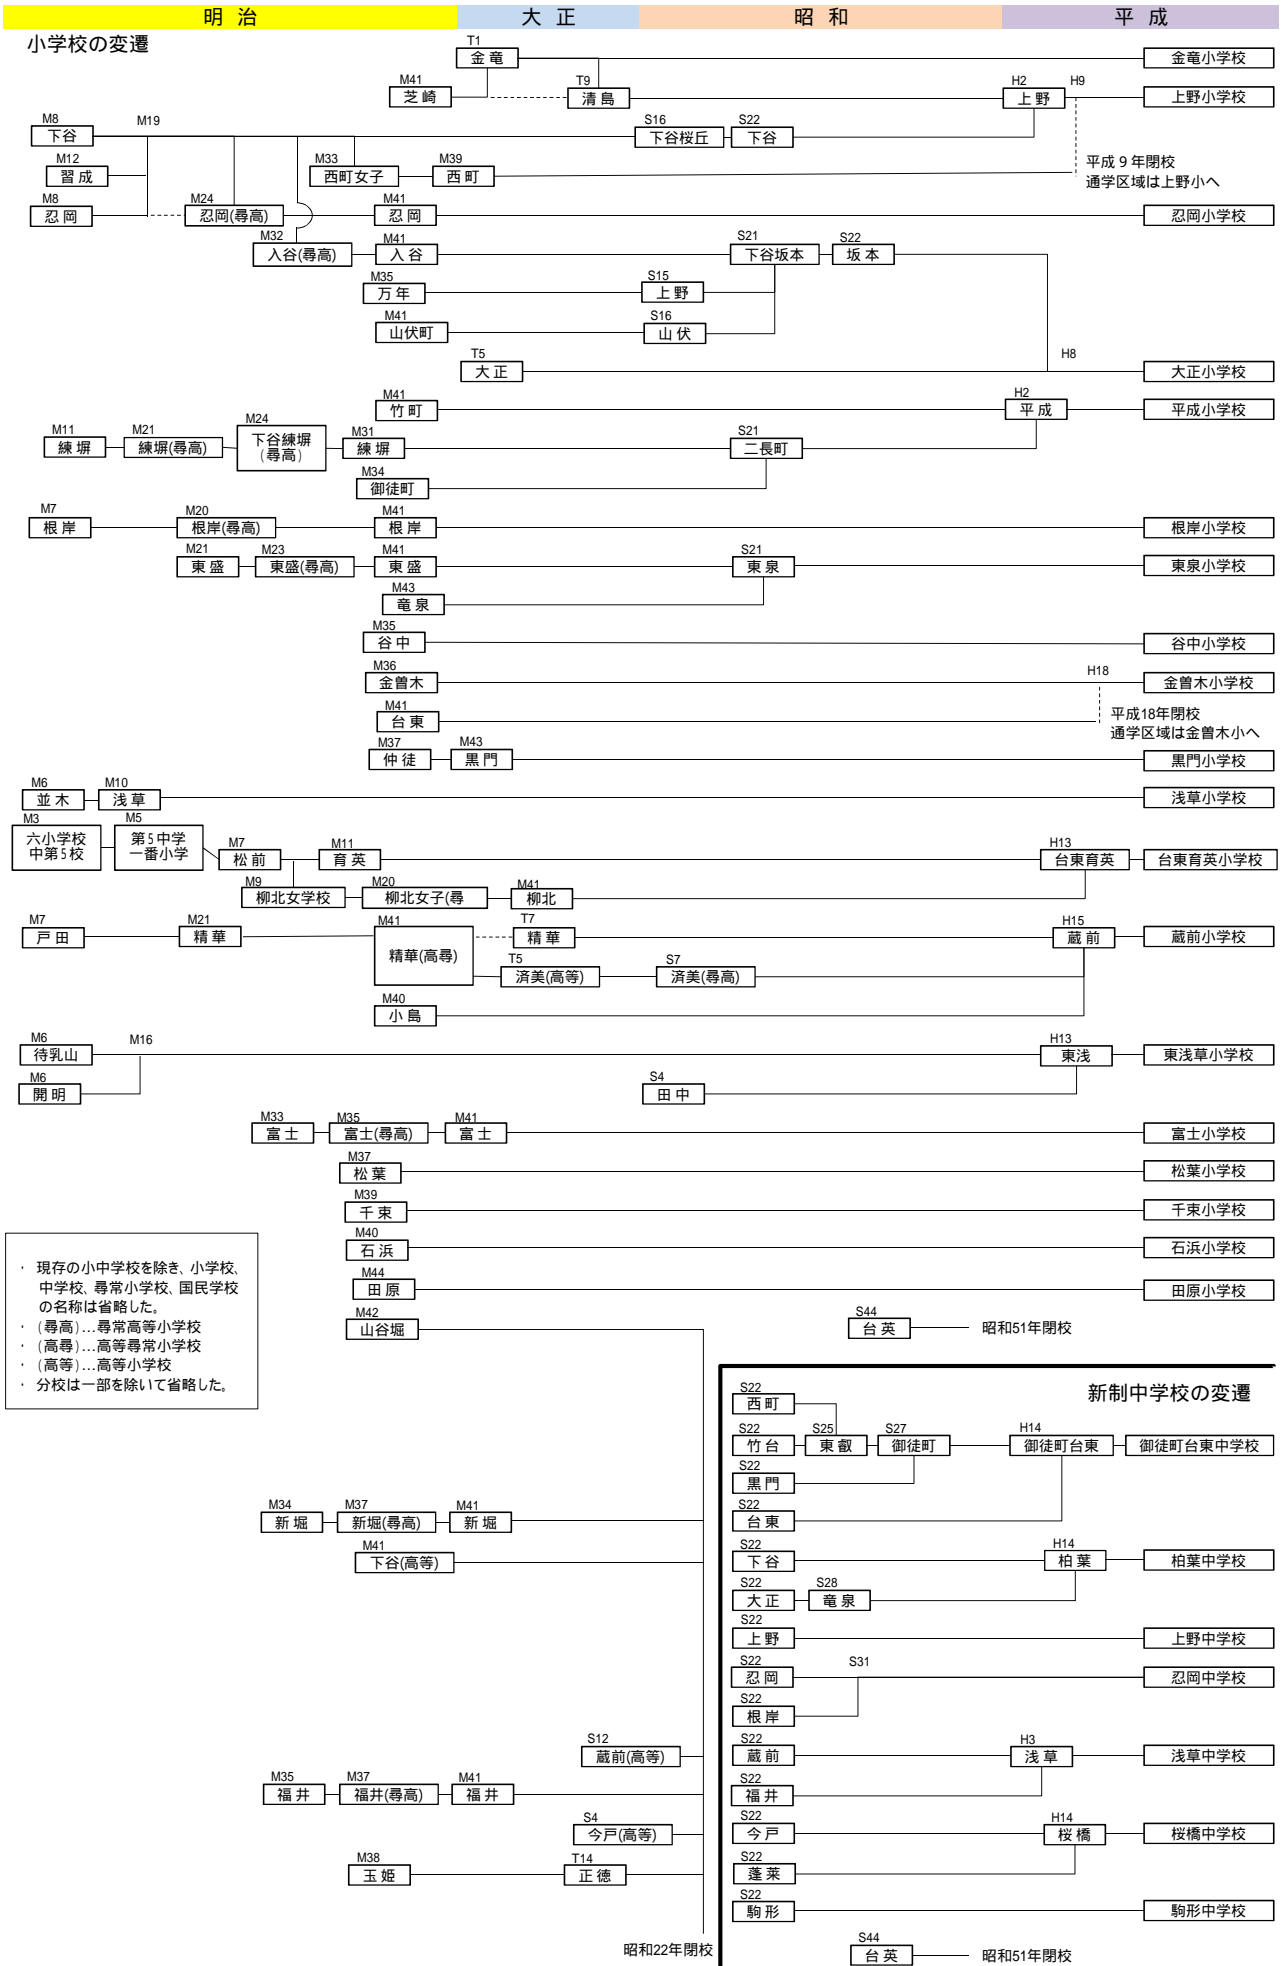 明 治
大 正
昭 和
平 成
小学校の変遷
T1
金 竜
金竜小学校
M41
芝 崎
T9
清 島
H2
上 野
H9
上野小学校
M8
下 谷
M19
S16
下谷桜丘
S22
下 谷
M12
習 成
M33
西町女子
M39
西 町
平成9年閉校
通学区域は上野小へ
M8
忍 岡
M24
忍岡(尋高)
M41
忍 岡
忍岡小学校
M32
入谷(尋高)
M41
入 谷
S21
下谷坂本
S22
坂 本
M35
万 年
S15
上 野
M41
山伏町
S16
山 伏
T5
大 正
H8
大正小学校
M41
竹 町
H2
平 成
平成小学校
M11
練 塀
M21
練塀(尋高)
M24
下谷練塀
(尋高)
M31
練 塀
S21
二長町
M34
御徒町
M7
根 岸
M20
根岸(尋高)
M41
根 岸
根岸小学校
M21
東 盛
M23
東盛(尋高)
M41
東 盛
S21
東 泉
東泉小学校
M43
竜 泉
M35
谷 中
谷中小学校
M36
金曽木
H18
金曽木小学校
M41
台 東
平成18年閉校
通学区域は金曽木小へ
M37
仲 徒
M43
黒 門
黒門小学校
M6
並 木
M10
浅 草
浅草小学校
M3
六小学校
中第5校
M5
第5中学
一番小学
M7
松 前
M11
育 英
H13
台東育英
台東育英小学校
M9
柳北女学校
M20
柳北女子(尋
M41
柳北
M7
戸 田
M21
精 華
M41
精華(高尋)
T7
精 華
H15
蔵 前
蔵前小学校
T5
済美(高等)
S7
済美(尋高)
M40
小 島
M6
待乳山
M16
H13
東浅
東浅草小学校
M6
開 明
S4
田 中
M33
富 士
M35
富士(尋高)
M41
富 士
富士小学校
M37
松 葉
松葉小学校
M39
千 束
千束小学校
M40
石 浜
石浜小学校
M44
田 原
田原小学校
M42
山谷堀
S44
台 英
昭和51年閉校
・ 現存の小中学校を除き、小学校、
中学校、尋常小学校、国民学校
の名称は省略した。
・ (尋高)…尋常高等小学校
・ (高尋)…高等尋常小学校
・ (高等)…高等小学校
・ 分校は一部を除いて省略した。
新制中学校の変遷
S22
西 町
S22
竹 台
S25
東 叡
S27
御徒町
H14
御徒町台東
御徒町台東中学校
S22
黒 門
S22
台 東
M34
新 堀
M37
新堀(尋高)
M41
新 堀
M41
下谷(高等)
S22
下 谷
H14
柏 葉
柏葉中学校
S22
大 正
S28
竜 泉
S22
上 野
上野中学校
S22
忍 岡
S31
忍岡中学校
S22
根 岸
S12
蔵前(高等)
S22
蔵 前
H3
浅 草
浅草中学校
M35
福 井
M37
福井(尋高)
M41
福 井
S22
福 井
S4
今戸(高等)
S22
今 戸
H14
桜 橋
桜橋中学校
M38
玉 姫
T14
正 徳
S22
蓬 莱
S22
駒 形
駒形中学校
昭和22年閉校
S44
台 英
昭和51年閉校